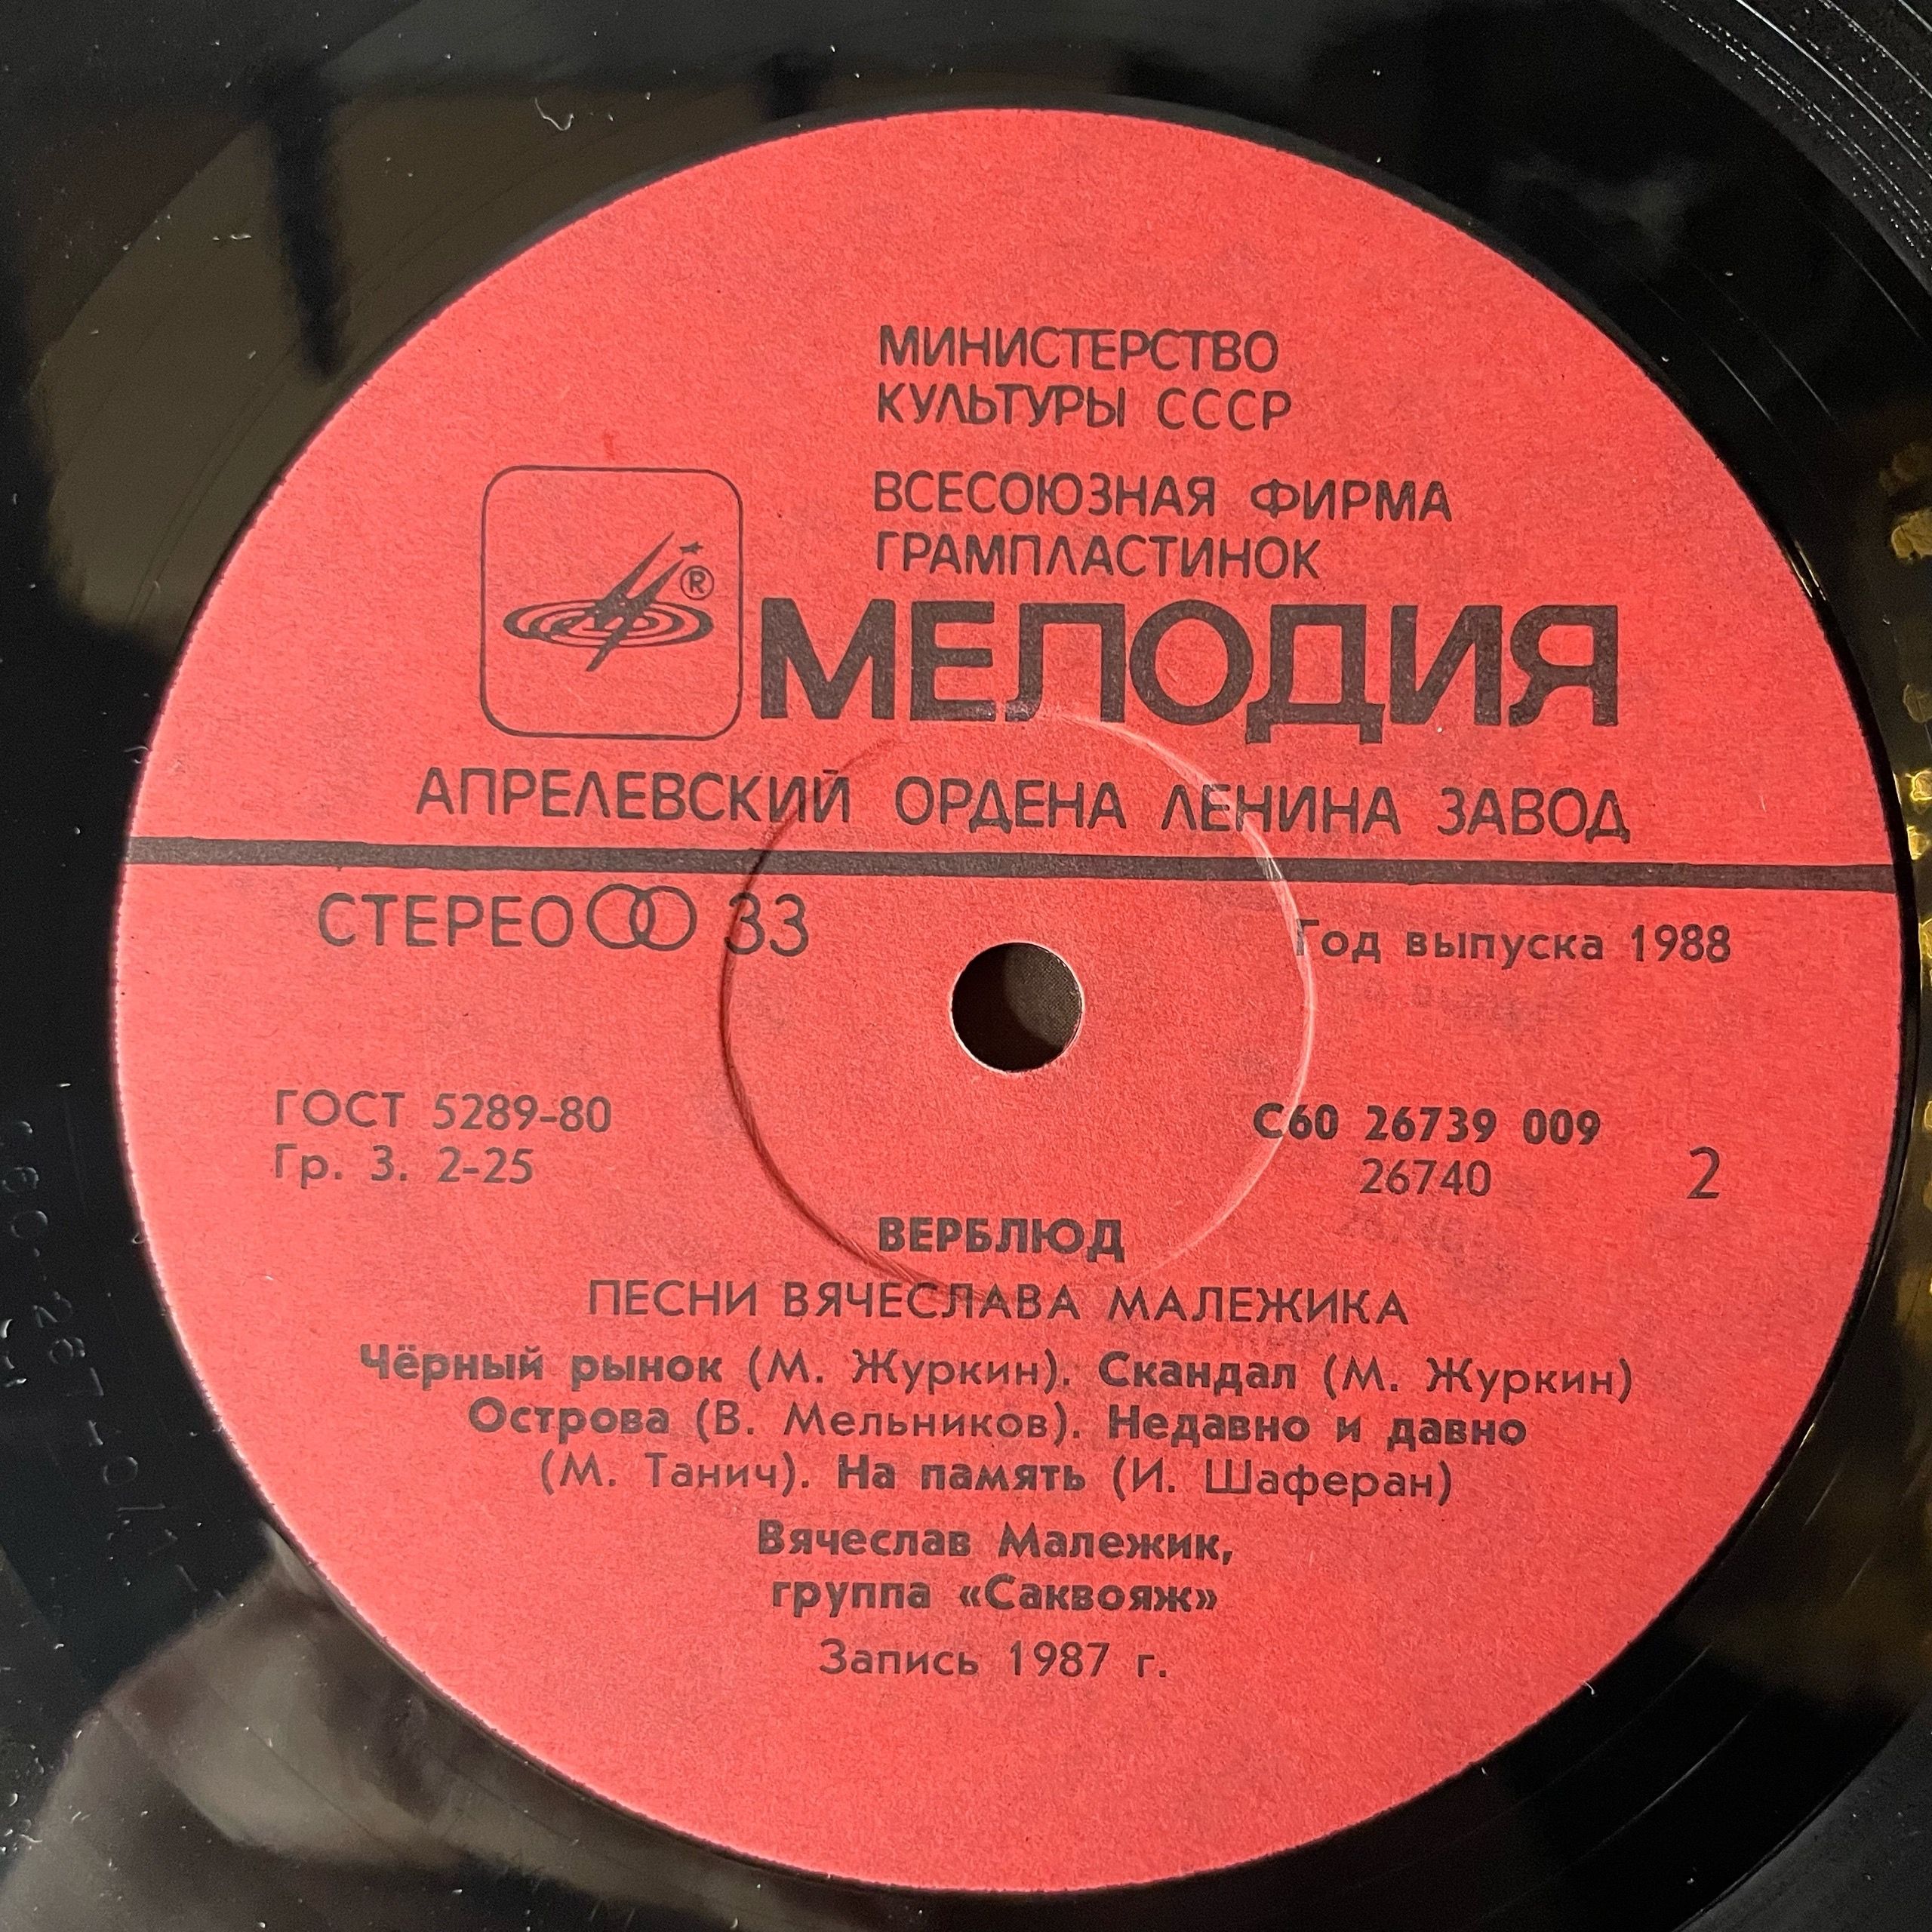 МИНИСТЕРСТВО
КУЛЬТУРЫ СССР
ВСЕСОЮЗНАЯ ФИРМА
ГРАМПЛАСТИНОК
®
МЕЛОДИЯ
АПРЕЛЕВСКИЙ ОРДЕНА ЛЕНИНА ЗАВОД
СТЕРЕО 33
Год выпуска 1988
ГОСТ 5289-80
Гр. 3. 2-25
С60 26739 009
26740
2
ВЕРБЛЮД
ПЕСНИ ВЯЧЕСЛАВА МАЛЕЖИКА
Чёрный рынок (М. Журкин). Скандал (М. Журкин)
Острова (В. Мельников). Недавно и давно
(М. Танич). На память (И. Шаферан)
Вячеслав Малежик,
группа «Саквояж»
Запись 1987 г.